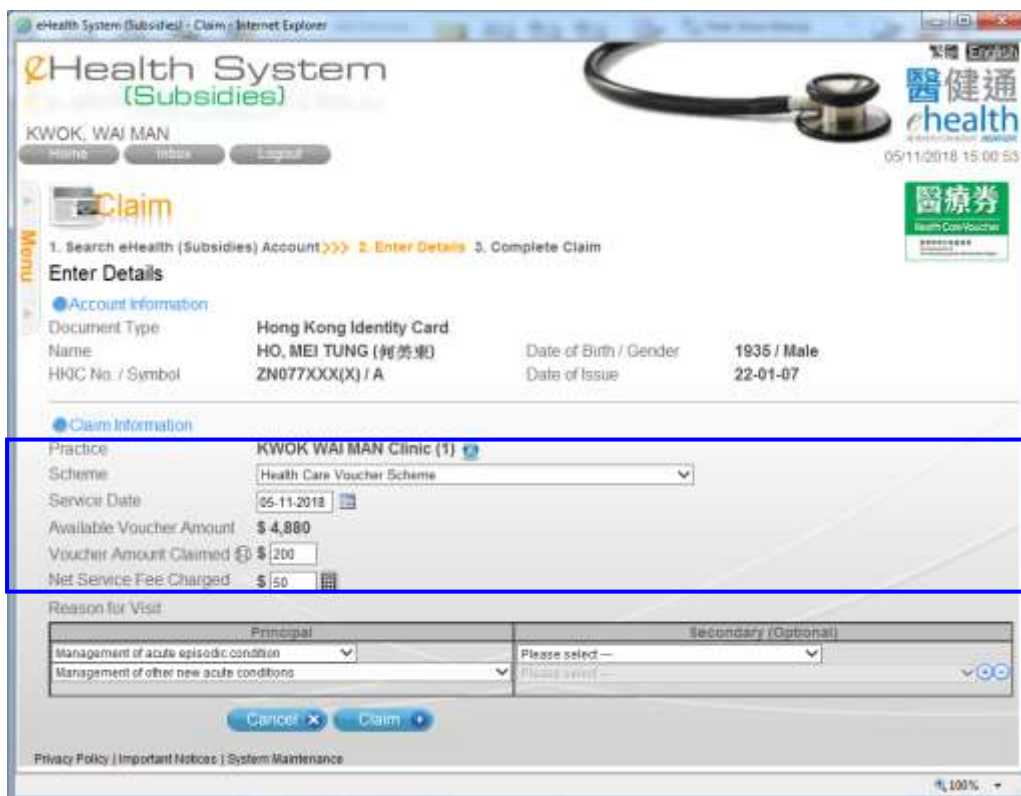 eHealth System (Subsidies) - Claim - Internet Explorer
繁體 English
eHealth System
(Subsidies)
醫健通
ehealth
KWOK, WAI MAN
Home Inbox Logout
05/11/2018 15:00:53
Claim
醫療券
Health Care Voucher
Menu
1. Search eHealth (Subsidies) Account >>> 2. Enter Details 3. Complete Claim
Enter Details
Account Information
Document Type Hong Kong Identity Card
Name HO, MEI TUNG (何美東) Date of Birth / Gender 1935 / Male
HKIC No. / Symbol ZN077XXX(X) / A Date of Issue 22-01-07
Claim Information
Practice KWOK WAI MAN Clinic (1)
Scheme Health Care Voucher Scheme
Service Date 05-11-2018
Available Voucher Amount $ 4,880
Voucher Amount Claimed $ 200
Net Service Fee Charged $ 50
Reason for Visit
Principal Secondary (Optional)
Management of acute episodic condition Please select ---
Management of other new acute conditions Please select ---
Cancel Claim
Privacy Policy | Important Notices | System Maintenance
100%